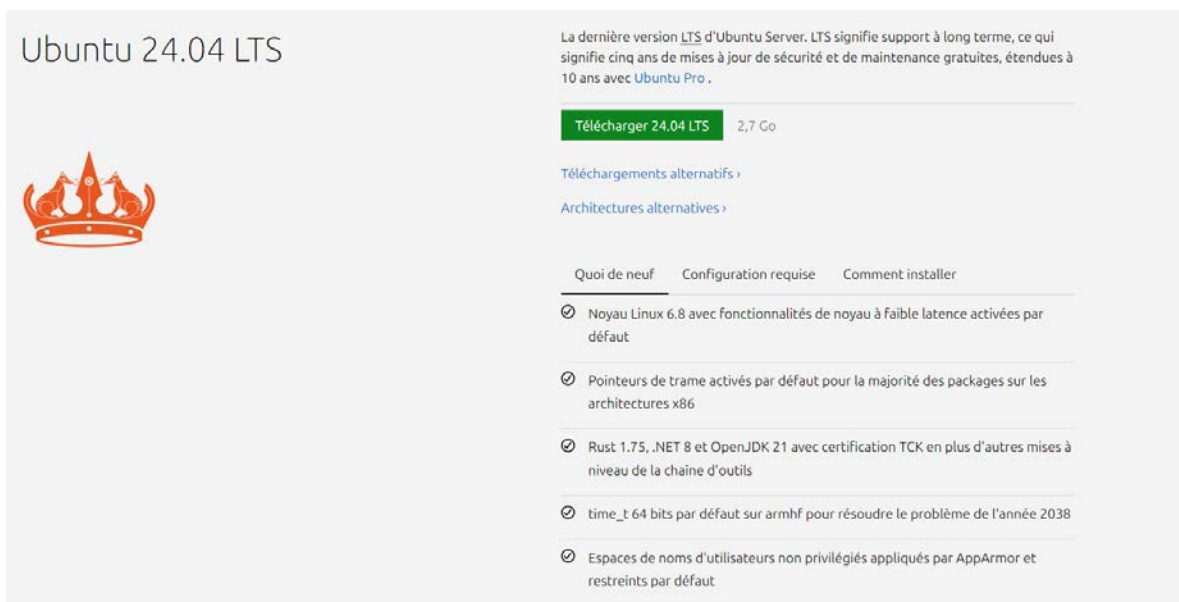 Ubuntu 24.04 LTS
La dernière version LTS d'Ubuntu Server. LTS signifie support à long terme, ce qui
signifie cinq ans de mises à jour de sécurité et de maintenance gratuites, étendues à
10 ans avec Ubuntu Pro .
Télécharger 24.04 LTS 2,7 Go
Téléchargements alternatifs ›
Architectures alternatives ›
Quoi de neuf Configuration requise Comment installer
Noyau Linux 6.8 avec fonctionnalités de noyau à faible latence activées par
défaut
Pointeurs de trame activés par défaut pour la majorité des packages sur les
architectures x86
Rust 1.75, .NET 8 et OpenJDK 21 avec certification TCK en plus d'autres mises à
niveau de la chaîne d'outils
time_t 64 bits par défaut sur armhf pour résoudre le problème de l'année 2038
Espaces de noms d'utilisateurs non privilégiés appliqués par AppArmor et
restreints par défaut